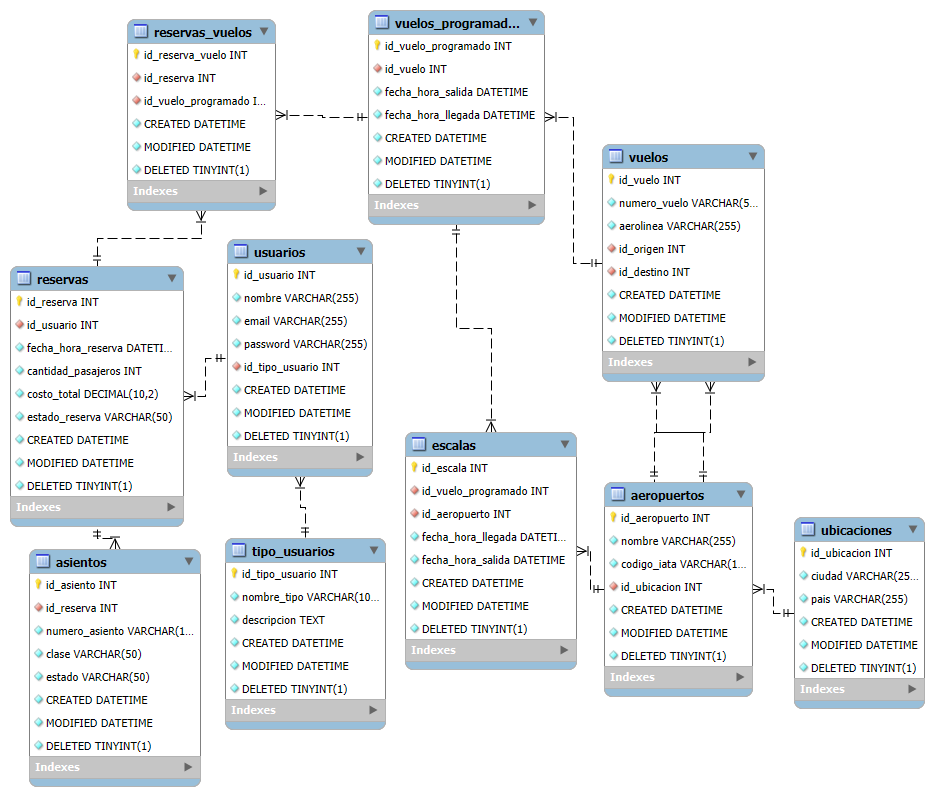 reservas_vuelos
id_reserva_vuelo INT
id_reserva INT
id_vuelo_programado I...
CREATED DATETIME
MODIFIED DATETIME
DELETED TINYINT(1)
Indexes
vuelos_programad...
id_vuelo_programado INT
id_vuelo INT
fecha_hora_salida DATETIME
fecha_hora_llegada DATETIME
CREATED DATETIME
MODIFIED DATETIME
DELETED TINYINT(1)
Indexes
vuelos
id_vuelo INT
numero_vuelo VARCHAR(5...
aerolinea VARCHAR(255)
id_origen INT
id_destino INT
CREATED DATETIME
MODIFIED DATETIME
DELETED TINYINT(1)
Indexes
reservas
id_reserva INT
id_usuario INT
fecha_hora_reserva DATETI...
cantidad_pasajeros INT
costo_total DECIMAL(10,2)
estado_reserva VARCHAR(50)
CREATED DATETIME
MODIFIED DATETIME
DELETED TINYINT(1)
Indexes
usuarios
id_usuario INT
nombre VARCHAR(255)
email VARCHAR(255)
password VARCHAR(255)
id_tipo_usuario INT
CREATED DATETIME
MODIFIED DATETIME
DELETED TINYINT(1)
Indexes
asientos
id_asiento INT
id_reserva INT
numero_asiento VARCHAR(1...
clase VARCHAR(50)
estado VARCHAR(50)
CREATED DATETIME
MODIFIED DATETIME
DELETED TINYINT(1)
Indexes
tipo_usuarios
id_tipo_usuario INT
nombre_tipo VARCHAR(10...
descripcion TEXT
CREATED DATETIME
MODIFIED DATETIME
DELETED TINYINT(1)
Indexes
escalas
id_escala INT
id_vuelo_programado INT
id_aeropuerto INT
fecha_hora_llegada DATETI...
fecha_hora_salida DATETIME
CREATED DATETIME
MODIFIED DATETIME
DELETED TINYINT(1)
Indexes
aeropuertos
id_aeropuerto INT
nombre VARCHAR(255)
codigo_iata VARCHAR(1...
id_ubicacion INT
CREATED DATETIME
MODIFIED DATETIME
DELETED TINYINT(1)
Indexes
ubicaciones
id_ubicacion INT
ciudad VARCHAR(25...
pais VARCHAR(255)
CREATED DATETIME
MODIFIED DATETIME
DELETED TINYINT(1)
Indexes